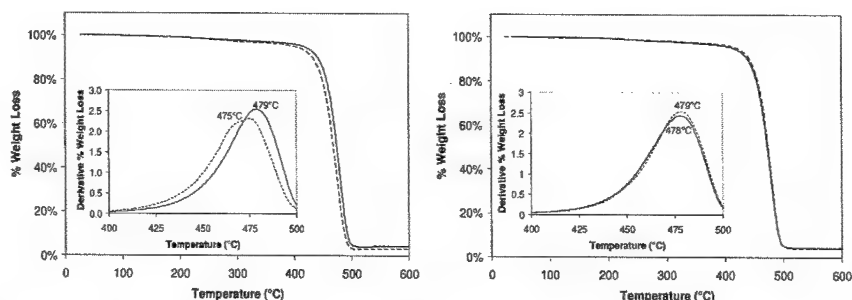 100%
80%
60%
40%
20%
0%
% Weight Loss
0 100 200 300 400 500 600
Temperature (°C)
3.0
2.5
2.0
1.5
1.0
0.5
0.0
Derivative % Weight Loss
475°C
479°C
400 425 450 475 500
Temperature (°C)
100%
80%
60%
40%
20%
0%
% Weight Loss
0 100 200 300 400 500 600
Temperature (°C)
3
2.5
2
1.5
1
0.5
0
Derivative % Weight Loss
479°C
478°C
400 425 450 475 500
Temperature (°C)